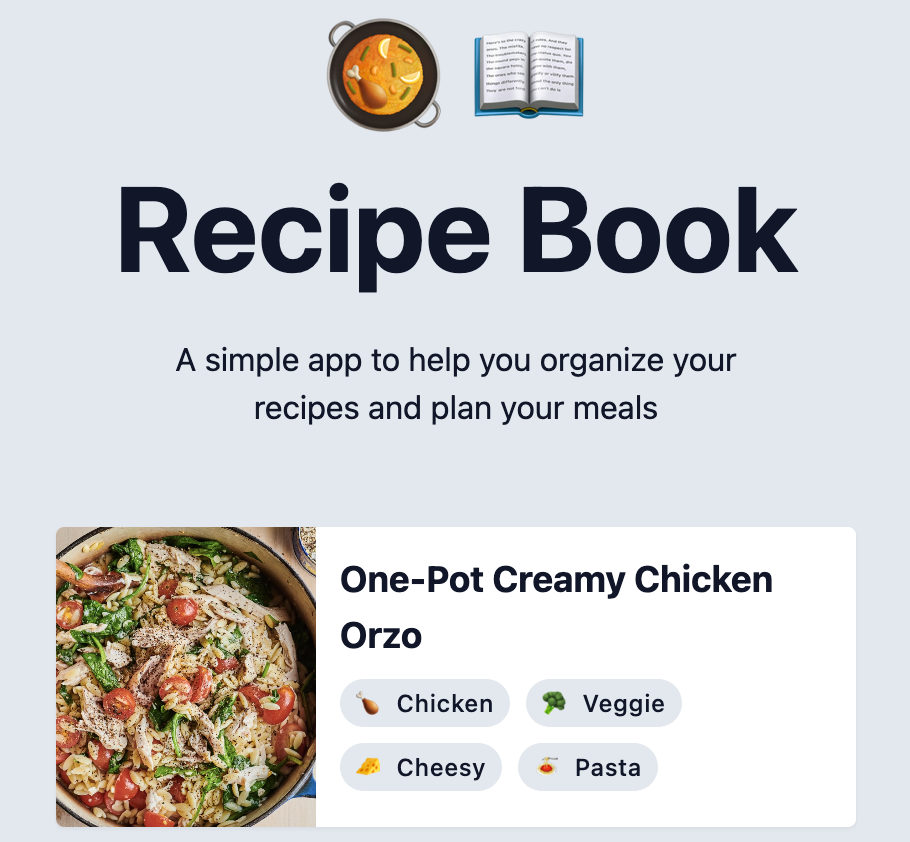 Recipe Book
A simple app to help you organize your
recipes and plan your meals
One-Pot Creamy Chicken
Orzo
Chicken
Veggie
Cheesy
Pasta